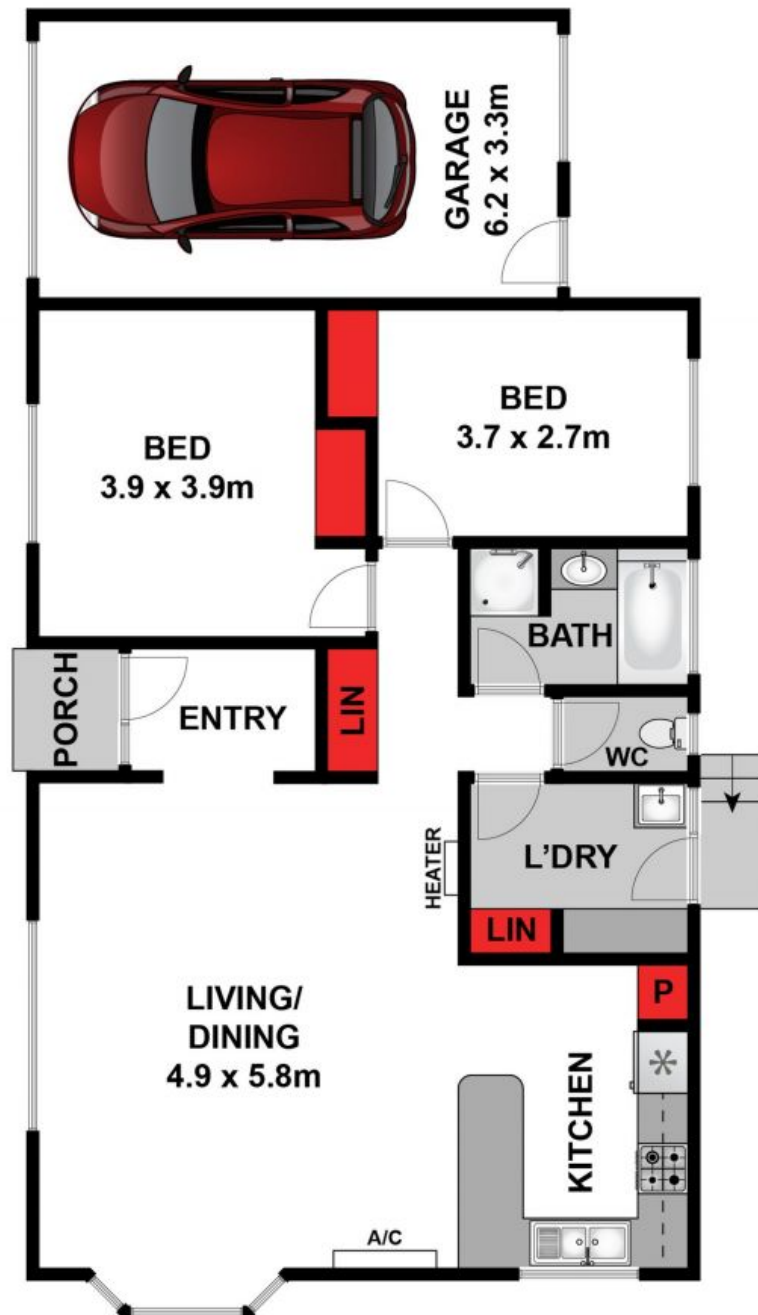 GARAGE
6.2 x 3.3m
BED
3.9 x 3.9m
BED
3.7 x 2.7m
BATH
PORCH
ENTRY
LIN
WC
HEATER
L'DRY
LIN
P
LIVING/
DINING
4.9 x 5.8m
KITCHEN
A/C